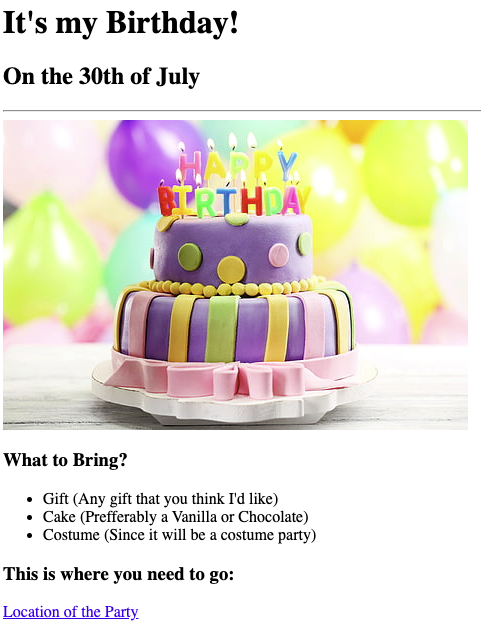 It's my Birthday!
On the 30th of July
HAPPY
BIRTHDAY
What to Bring?
Gift (Any gift that you think I'd like)
Cake (Prefferably a Vanilla or Chocolate)
Costume (Since it will be a costume party)
This is where you need to go:
Location of the Party